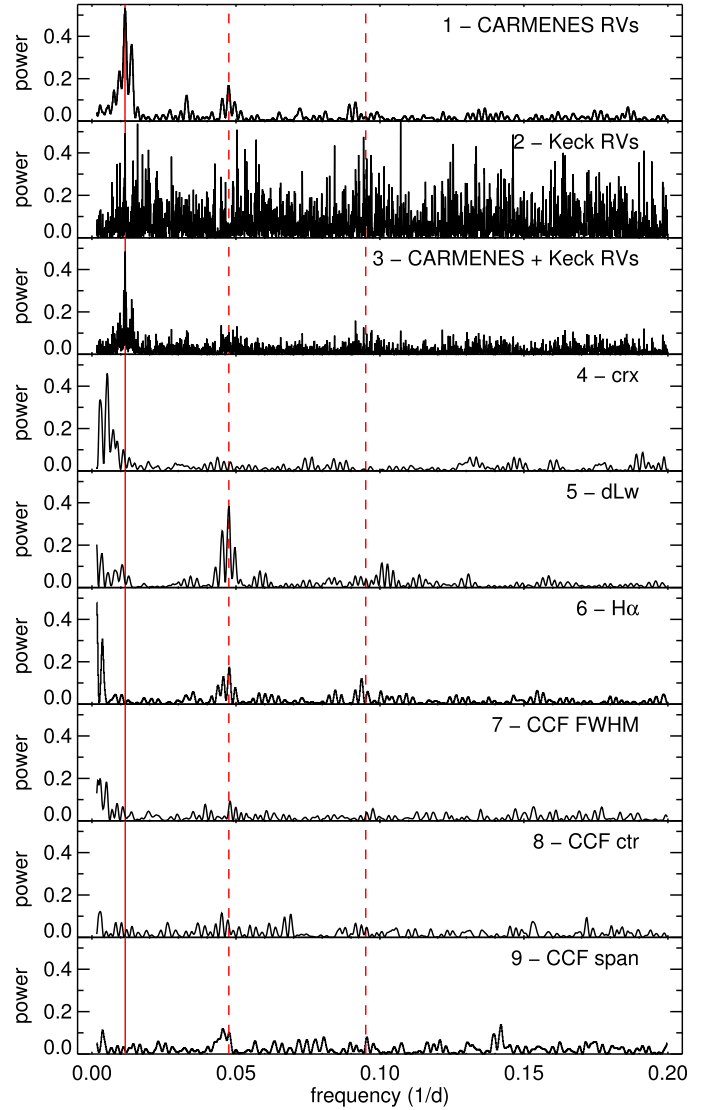 1 − CARMENES RVs
power
0.4
0.2
0.0
2 − Keck RVs
power
0.4
0.2
0.0
3 − CARMENES + Keck RVs
power
0.4
0.2
0.0
4 − crx
power
0.4
0.2
0.0
5 − dLw
power
0.4
0.2
0.0
6 − Hα
power
0.4
0.2
0.0
7 − CCF FWHM
power
0.4
0.2
0.0
8 − CCF ctr
power
0.4
0.2
0.0
9 − CCF span
power
0.4
0.2
0.0
0.00 0.05 0.10 0.15 0.20
frequency (1/d)